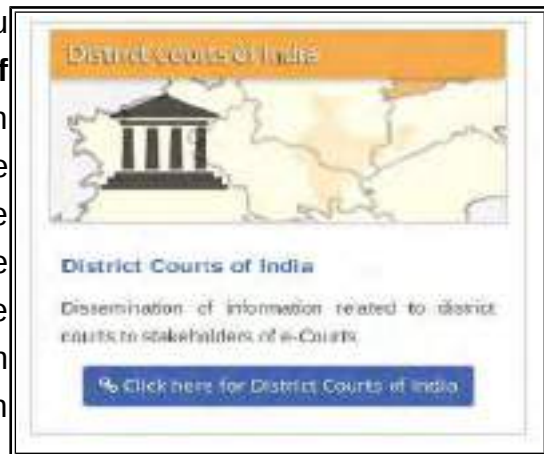 u
f
n
e
e
e
e
n
n
District Courts of India
District Courts of India
Dissemination of information related to district
courts to stakeholders of e-Courts
Click here for District Courts of India